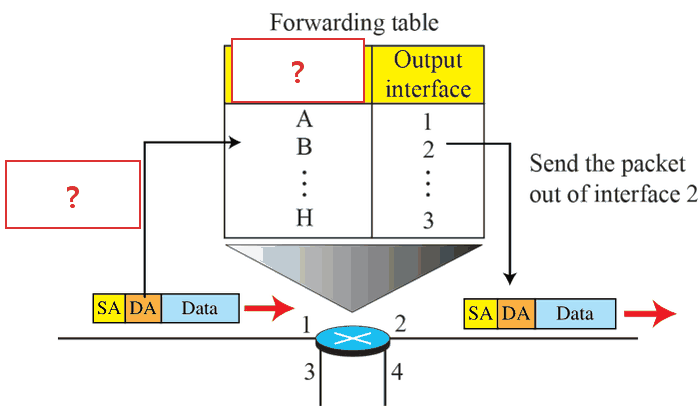 Forwarding table
?
Output
interface
A 1
B 2
⋮ ⋮
H 3
?
Send the packet
out of interface 2
SA DA Data
SA DA Data
1 2
3 4